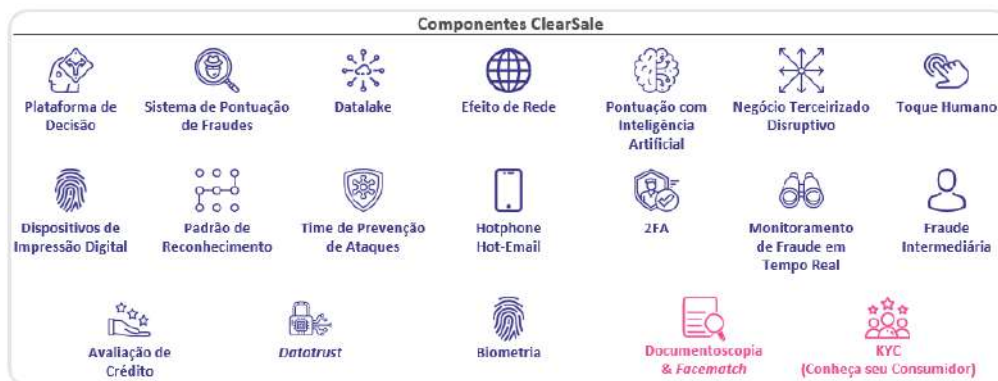 Componentes ClearSale
Plataforma de
Decisão
Sistema de Pontuação
de Fraudes
Datalake
Efeito de Rede
Pontuação com
Inteligência
Artificial
Negócio Terceirizado
Disruptivo
Toque Humano
Dispositivos de
Impressão Digital
Padrão de
Reconhecimento
Time de Prevenção
de Ataques
Hotphone
Hot-Email
2FA
Monitoramento
de Fraude em
Tempo Real
Fraude
Intermediária
Avaliação de
Crédito
Datatrust
Biometria
Documentoscopia
& Facematch
KYC
(Conheça seu Consumidor)